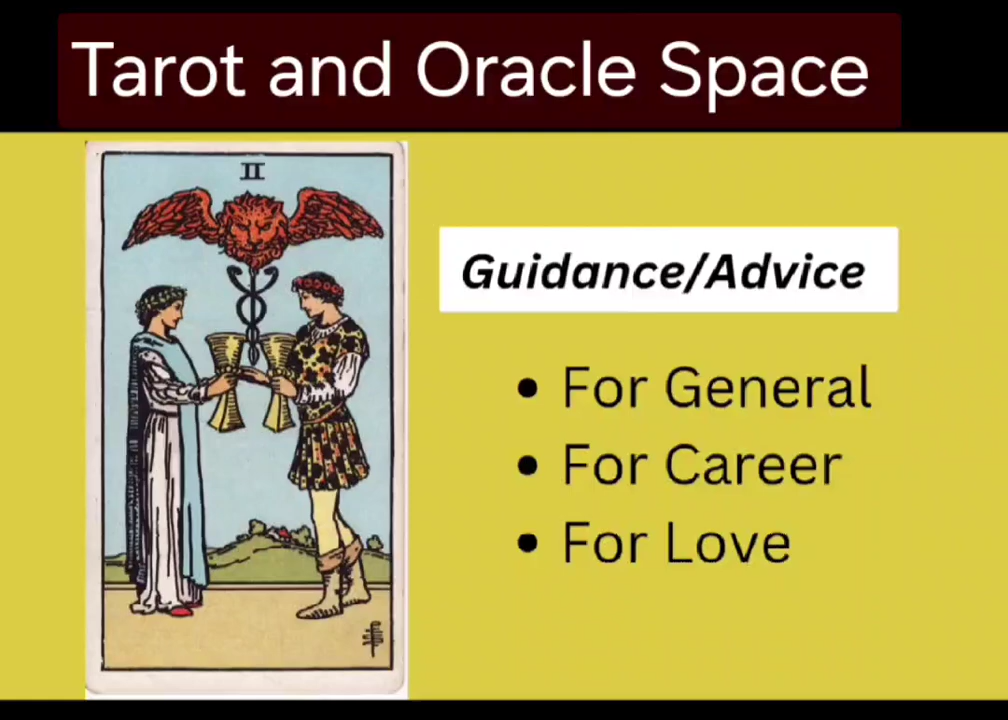 Tarot and Oracle Space
II
Guidance/Advice
• For General
• For Career
• For Love